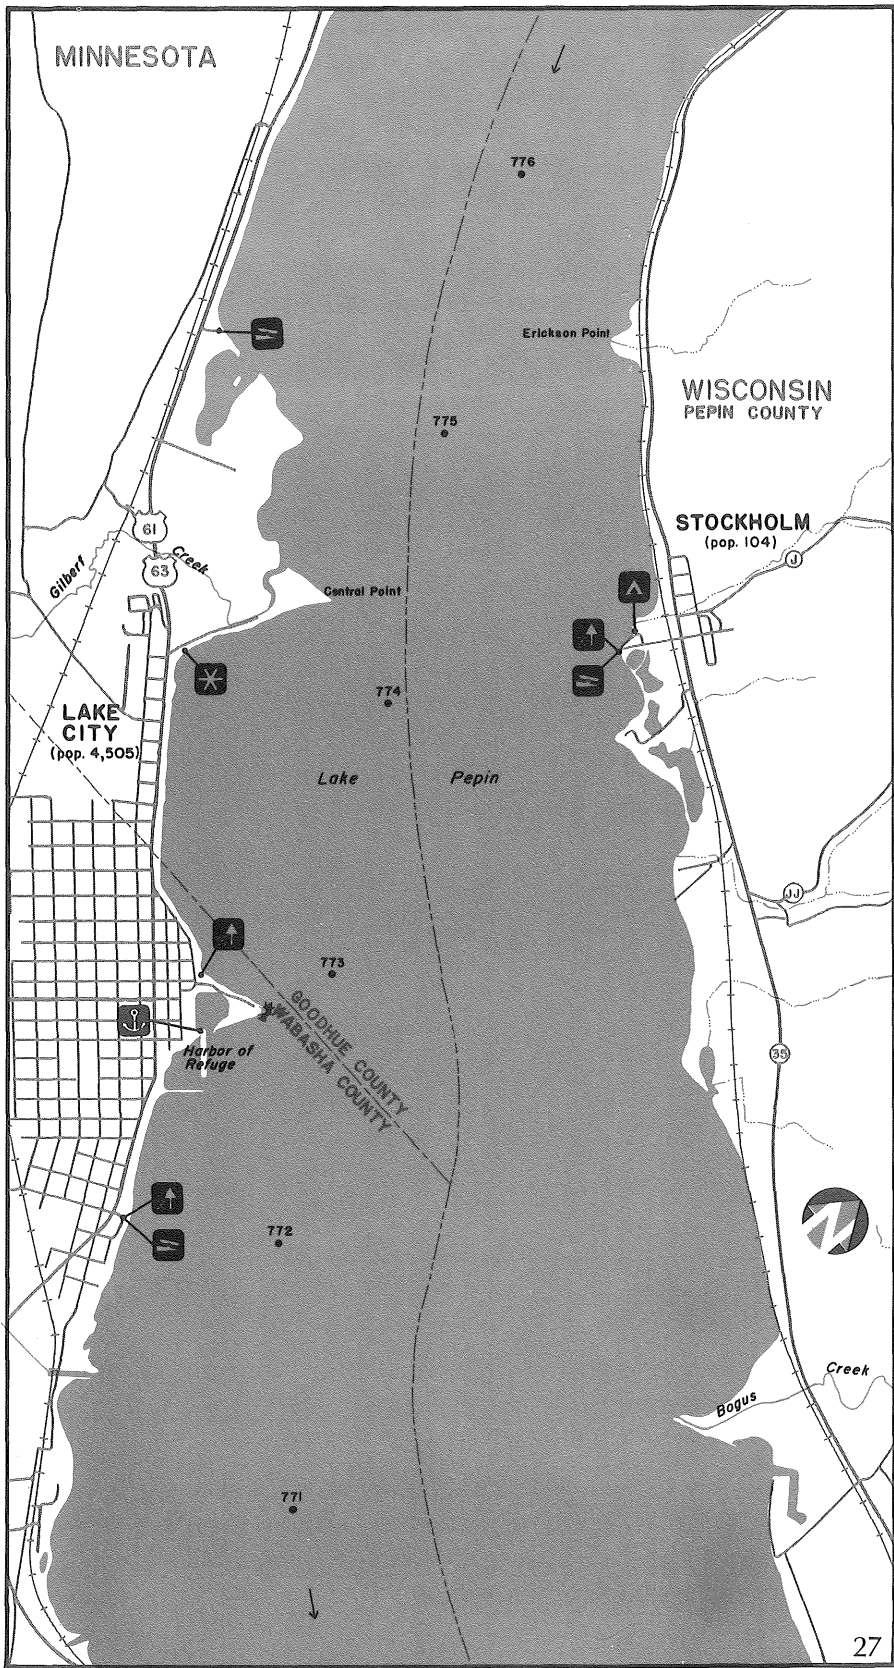 MINNESOTA
776
Erickson Point
WISCONSIN
PEPIN COUNTY
775
STOCKHOLM
(pop. 104)
61
J
63
Gilbert Creek
Central Point
774
LAKE
CITY
(pop. 4,505)
Lake Pepin
JJ
773
GOODHUE COUNTY
WABASHA COUNTY
Harbor of
Refuge
35
N
772
Bogus Creek
771
27